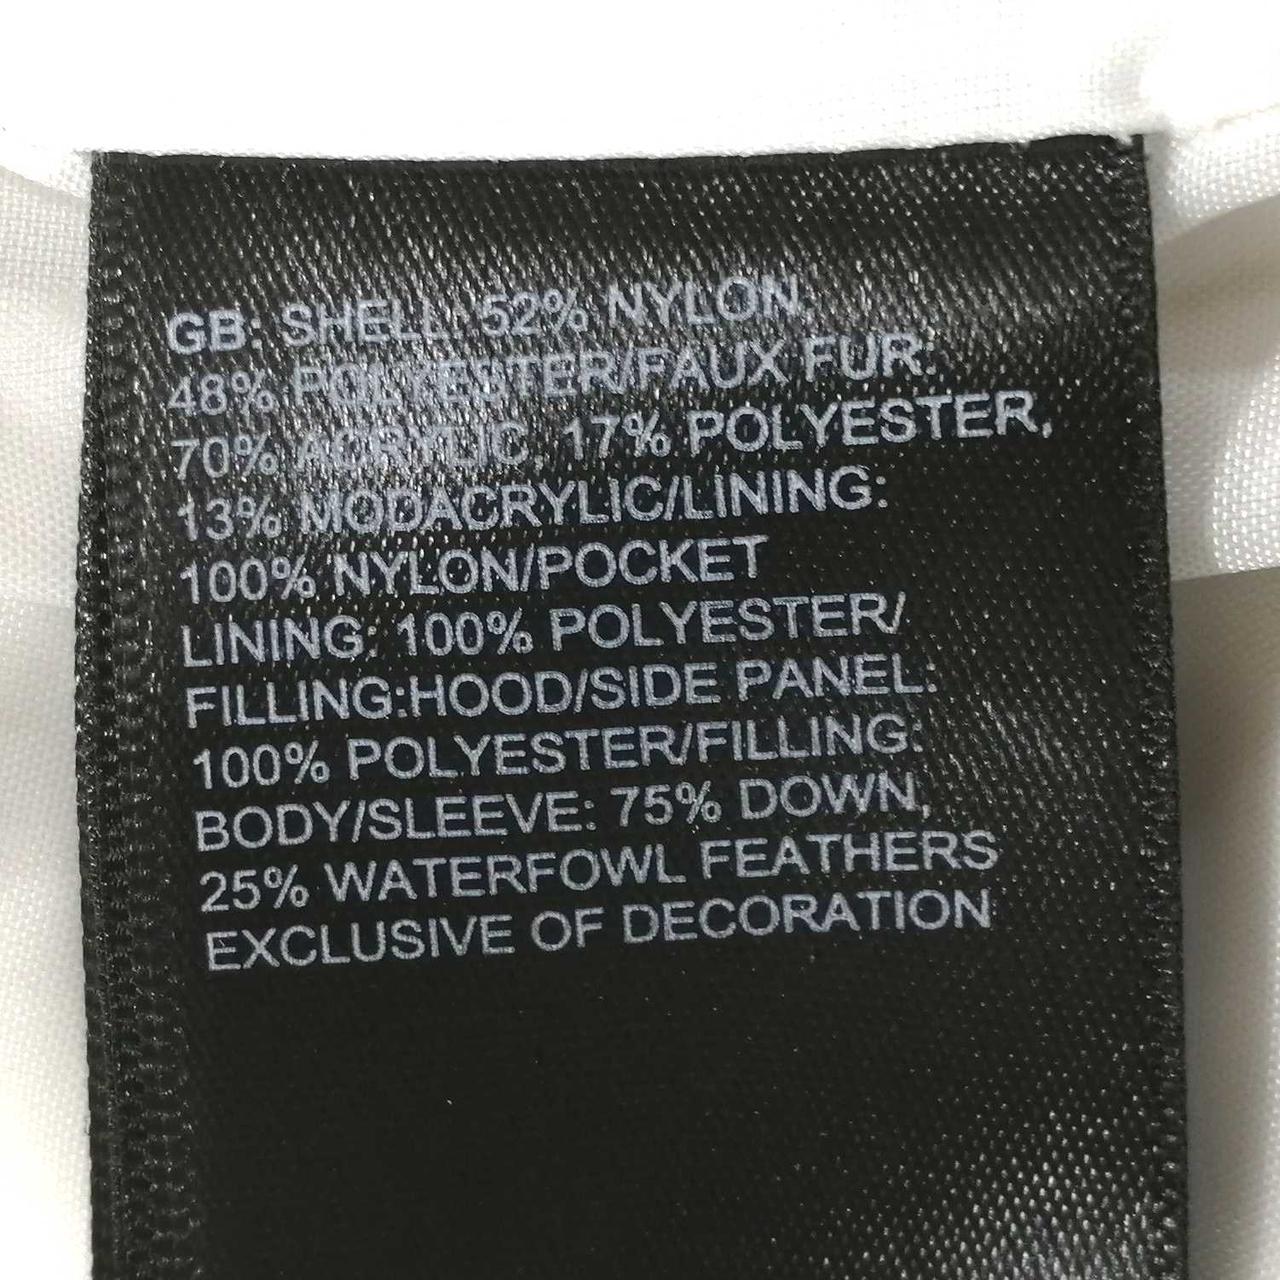 GB: SHELL: 52% NYLON,
48% POLYESTER/FAUX FUR:
70% ACRYLIC, 17% POLYESTER,
13% MODACRYLIC/LINING:
100% NYLON/POCKET
LINING: 100% POLYESTER/
FILLING:HOOD/SIDE PANEL:
100% POLYESTER/FILLING:
BODY/SLEEVE: 75% DOWN,
25% WATERFOWL FEATHERS
EXCLUSIVE OF DECORATION